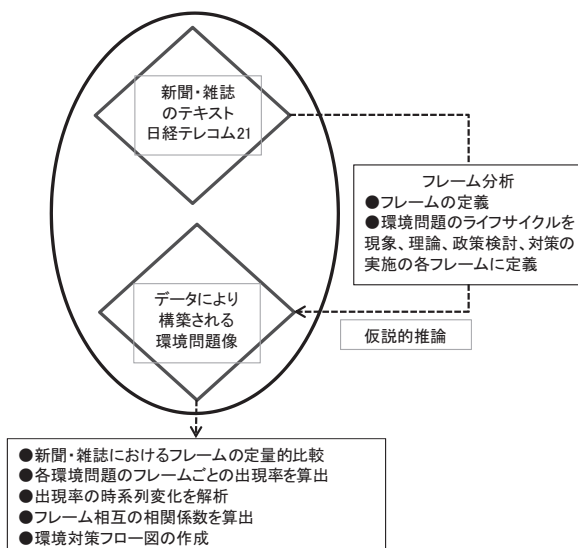 新聞・雑誌
のテキスト
日経テレコム21
フレーム分析
●フレームの定義
●環境問題のライフサイクルを
現象、理論、政策検討、対策の
実施の各フレームに定義
データにより
構築される
環境問題像
仮説的推論
●新聞・雑誌におけるフレームの定量的比較
●各環境問題のフレームごとの出現率を算出
●出現率の時系列変化を解析
●フレーム相互の相関係数を算出
●環境対策フロー図の作成